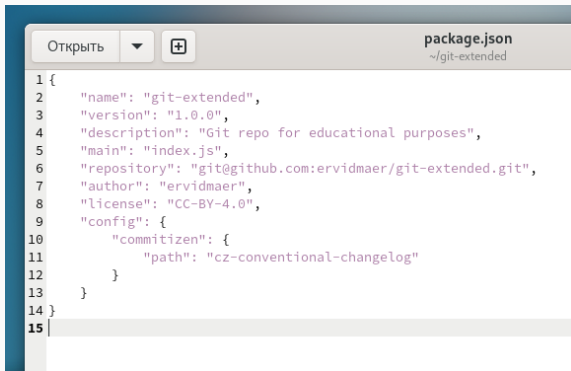 Открыть
package.json
~/git-extended
1 {
2     "name": "git-extended",
3     "version": "1.0.0",
4     "description": "Git repo for educational purposes",
5     "main": "index.js",
6     "repository": "git@github.com:ervidmaer/git-extended.git",
7     "author": "ervidmaer",
8     "license": "CC-BY-4.0",
9     "config": {
10         "commitizen": {
11             "path": "cz-conventional-changelog"
12         }
13     }
14 }
15